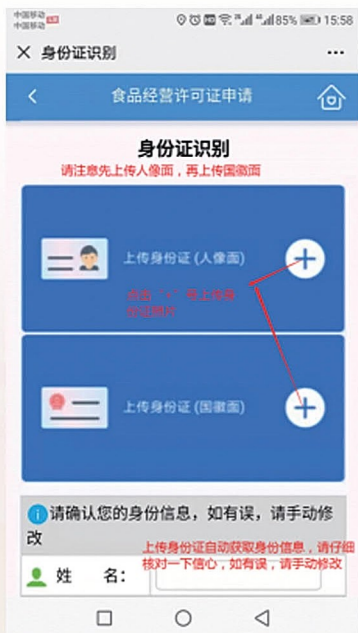 中国移动
中国移动
85% 15:58
身份证识别
食品经营许可证申请
身份证识别
请注意先上传人像面，再上传国徽面
上传身份证 (人像面)
点击“+”号上传身
份证照片
上传身份证 (国徽面)
请确认您的身份信息，如有误，请手动修
改
上传身份证自动获取身份信息，请仔细
核对一下信心，如有误，请手动修改
姓 名：